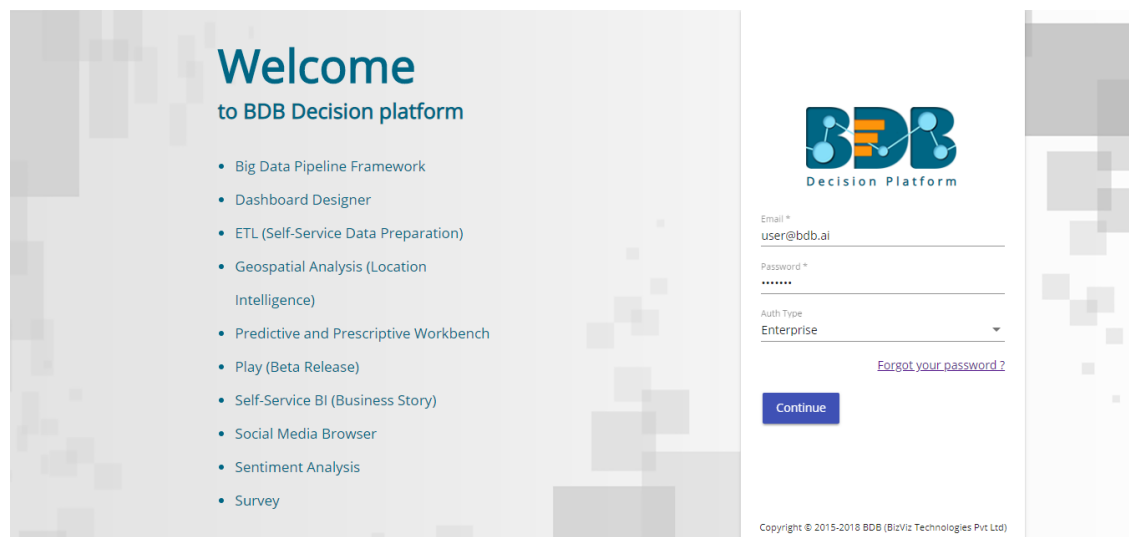 Welcome
to BDB Decision platform
Big Data Pipeline Framework
Dashboard Designer
ETL (Self-Service Data Preparation)
Geospatial Analysis (Location
Intelligence)
Predictive and Prescriptive Workbench
Play (Beta Release)
Self-Service BI (Business Story)
Social Media Browser
Sentiment Analysis
Survey
BDB
Decision Platform
Email *
user@bdb.ai
Password *
•••••••
Auth Type
Enterprise
Forgot your password ?
Continue
Copyright © 2015-2018 BDB (BizViz Technologies Pvt Ltd)